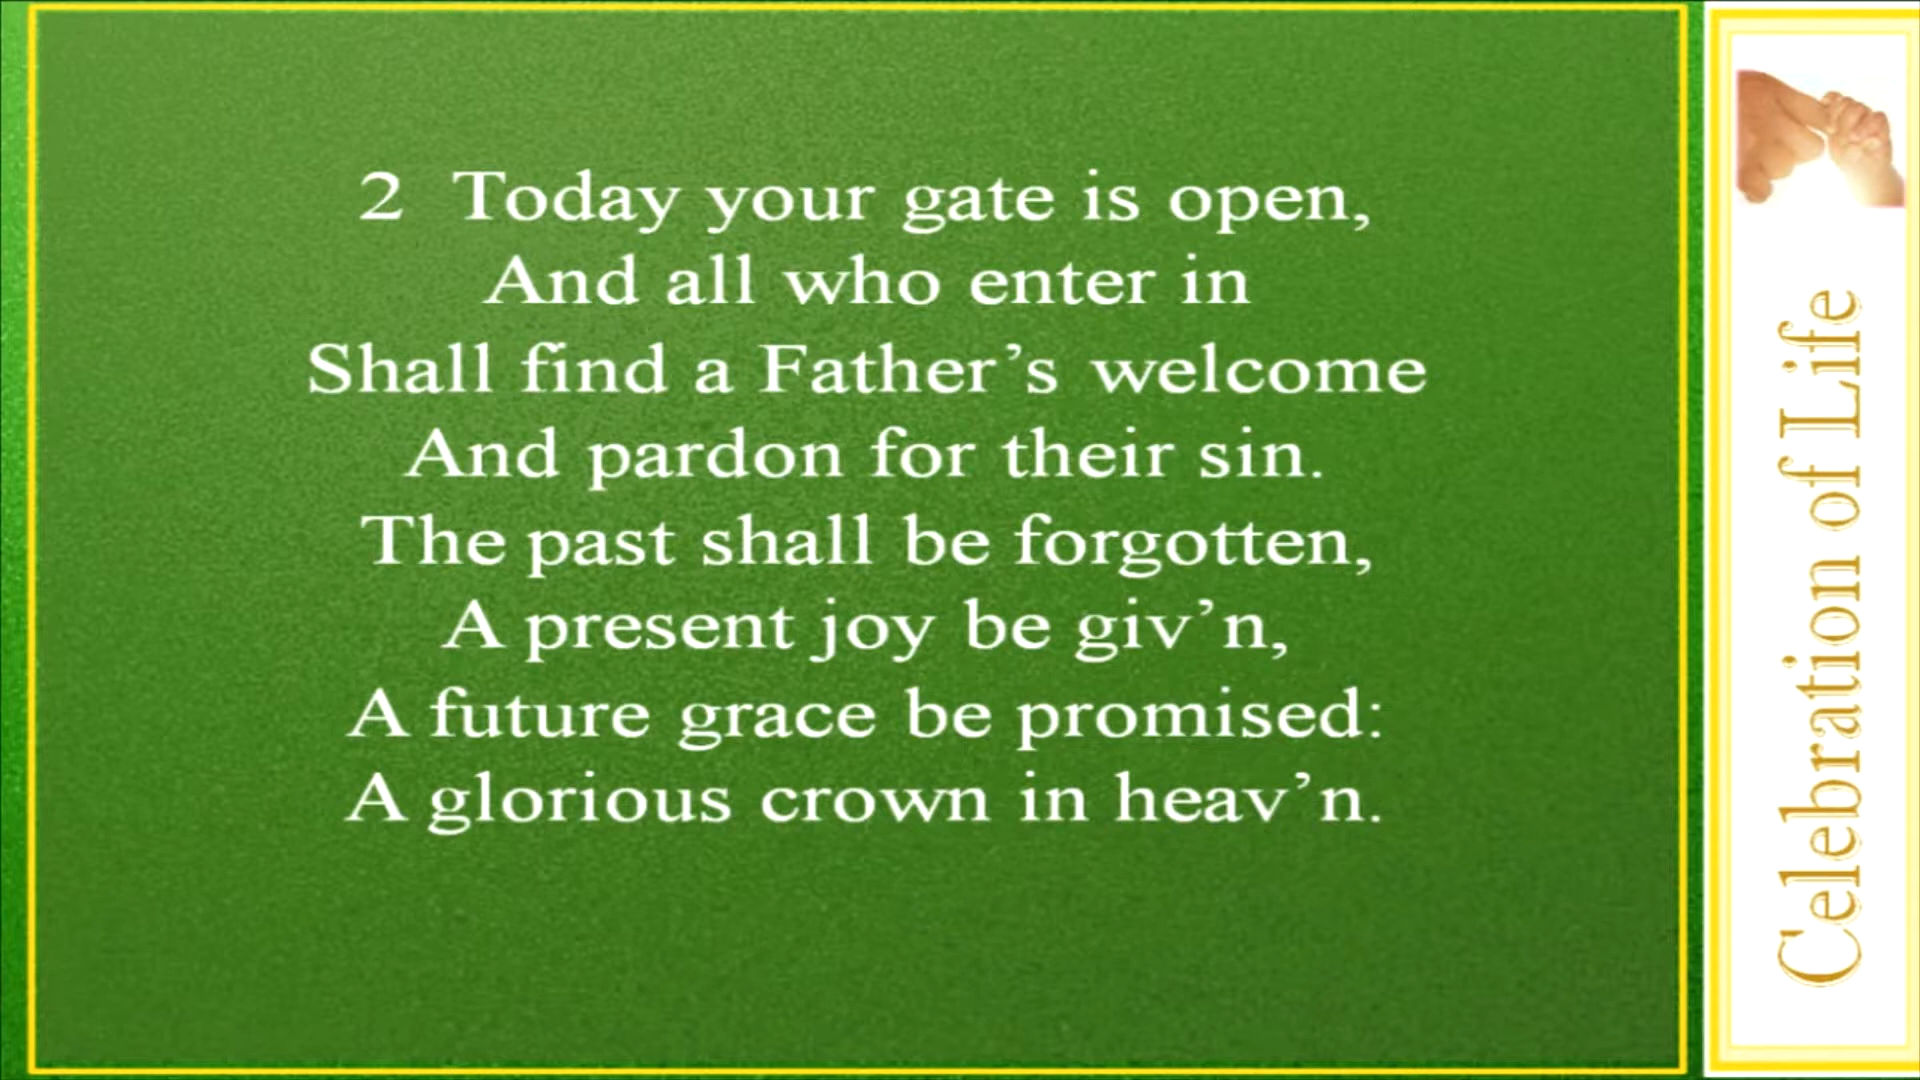 2 Today your gate is open,
And all who enter in
Shall find a Father’s welcome
And pardon for their sin.
The past shall be forgotten,
A present joy be giv’n,
A future grace be promised:
A glorious crown in heav’n.
Celebration of Life